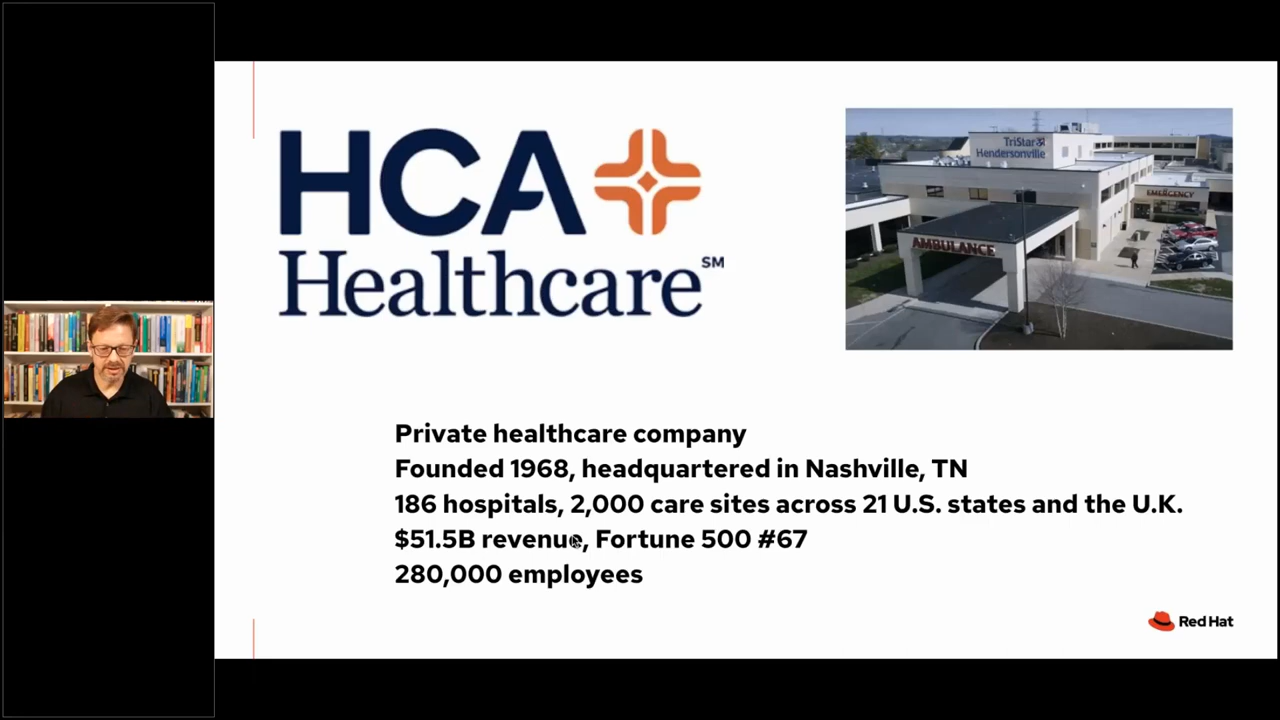 HCA
Healthcare℠
TriStar
Hendersonville
EMERGENCY
AMBULANCE
Private healthcare company
Founded 1968, headquartered in Nashville, TN
186 hospitals, 2,000 care sites across 21 U.S. states and the U.K.
$51.5B revenue, Fortune 500 #67
280,000 employees
Red Hat